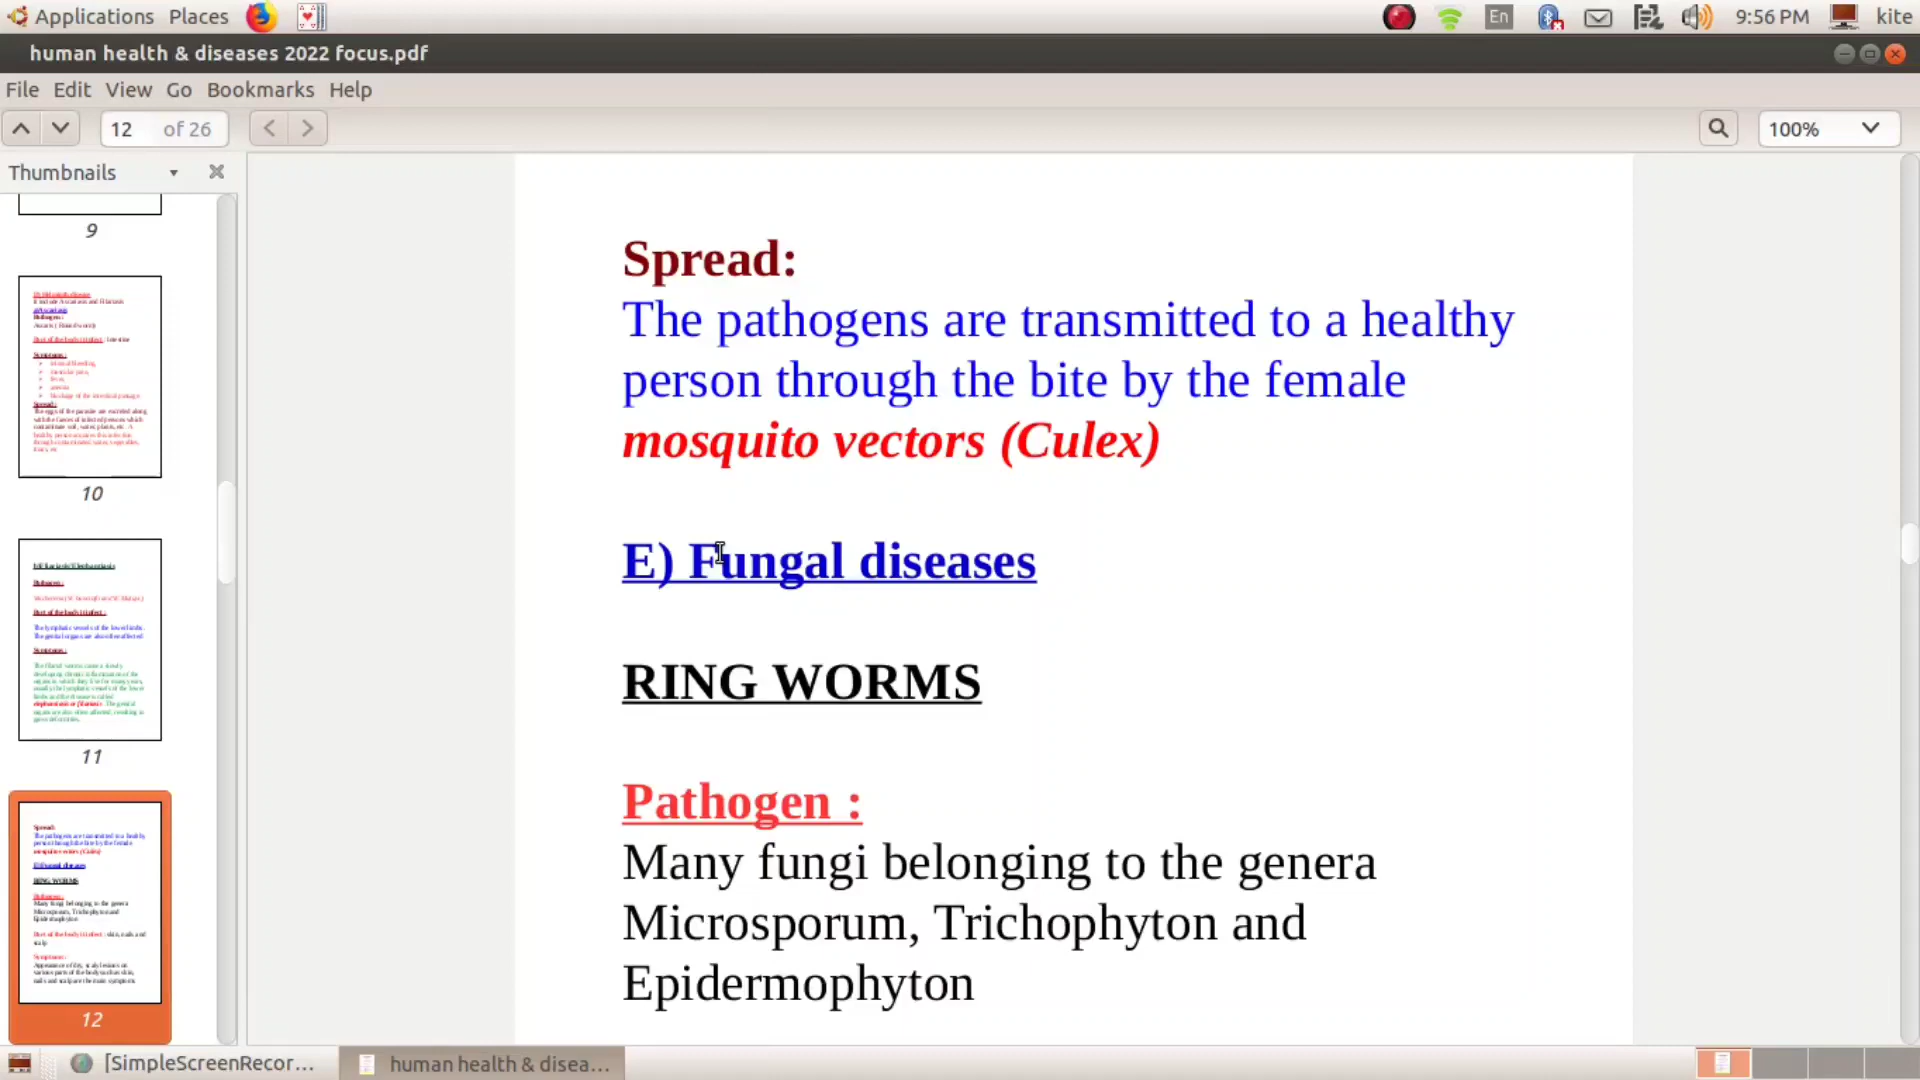 Applications Places En 9:56 PM kite
human health & diseases 2022 focus.pdf
File Edit View Go Bookmarks Help
12 of 26 100%
Thumbnails
9
10
11
12
Spread:
The pathogens are transmitted to a healthy
person through the bite by the female
mosquito vectors (Culex)
E) Fungal diseases
RING WORMS
Pathogen :
Many fungi belonging to the genera
Microsporum, Trichophyton and
Epidermophyton
[SimpleScreenRecor... human health & disea...